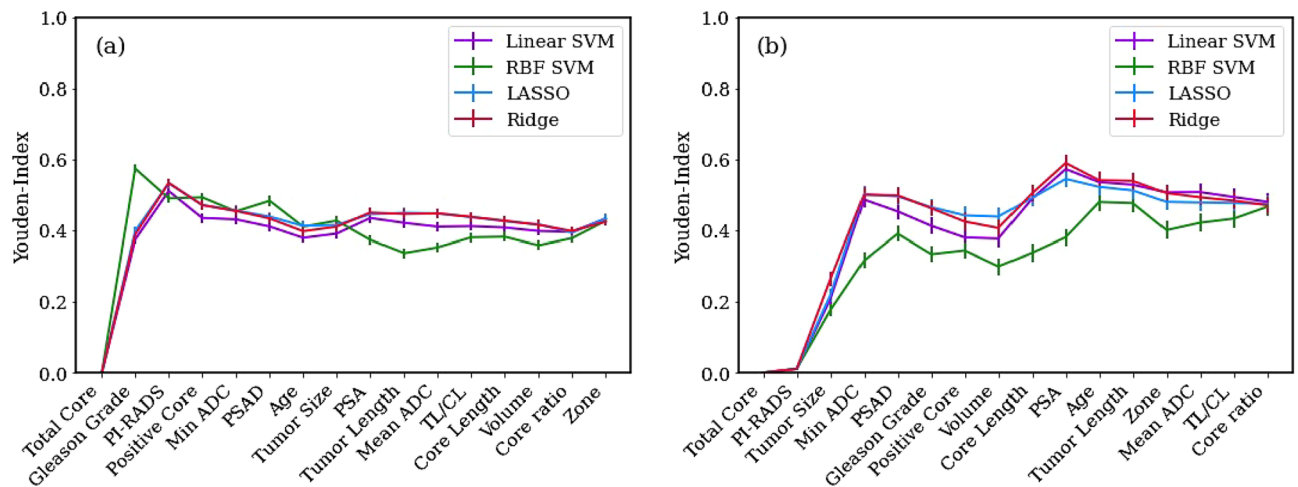 (a)
Linear SVM
RBF SVM
LASSO
Ridge
Youden-Index
1.0
0.8
0.6
0.4
0.2
0.0
Total Core
Gleason Grade
PI-RADS
Positive Core
Min ADC
PSAD
Age
Tumor Size
PSA
Tumor Length
Mean ADC
TL/CL
Core Length
Volume
Core ratio
Zone
(b)
Linear SVM
RBF SVM
LASSO
Ridge
Youden-Index
1.0
0.8
0.6
0.4
0.2
0.0
Total Core
PI-RADS
Tumor Size
Min ADC
PSAD
Gleason Grade
Positive Core
Volume
Core Length
PSA
Age
Tumor Length
Zone
Mean ADC
TL/CL
Core ratio